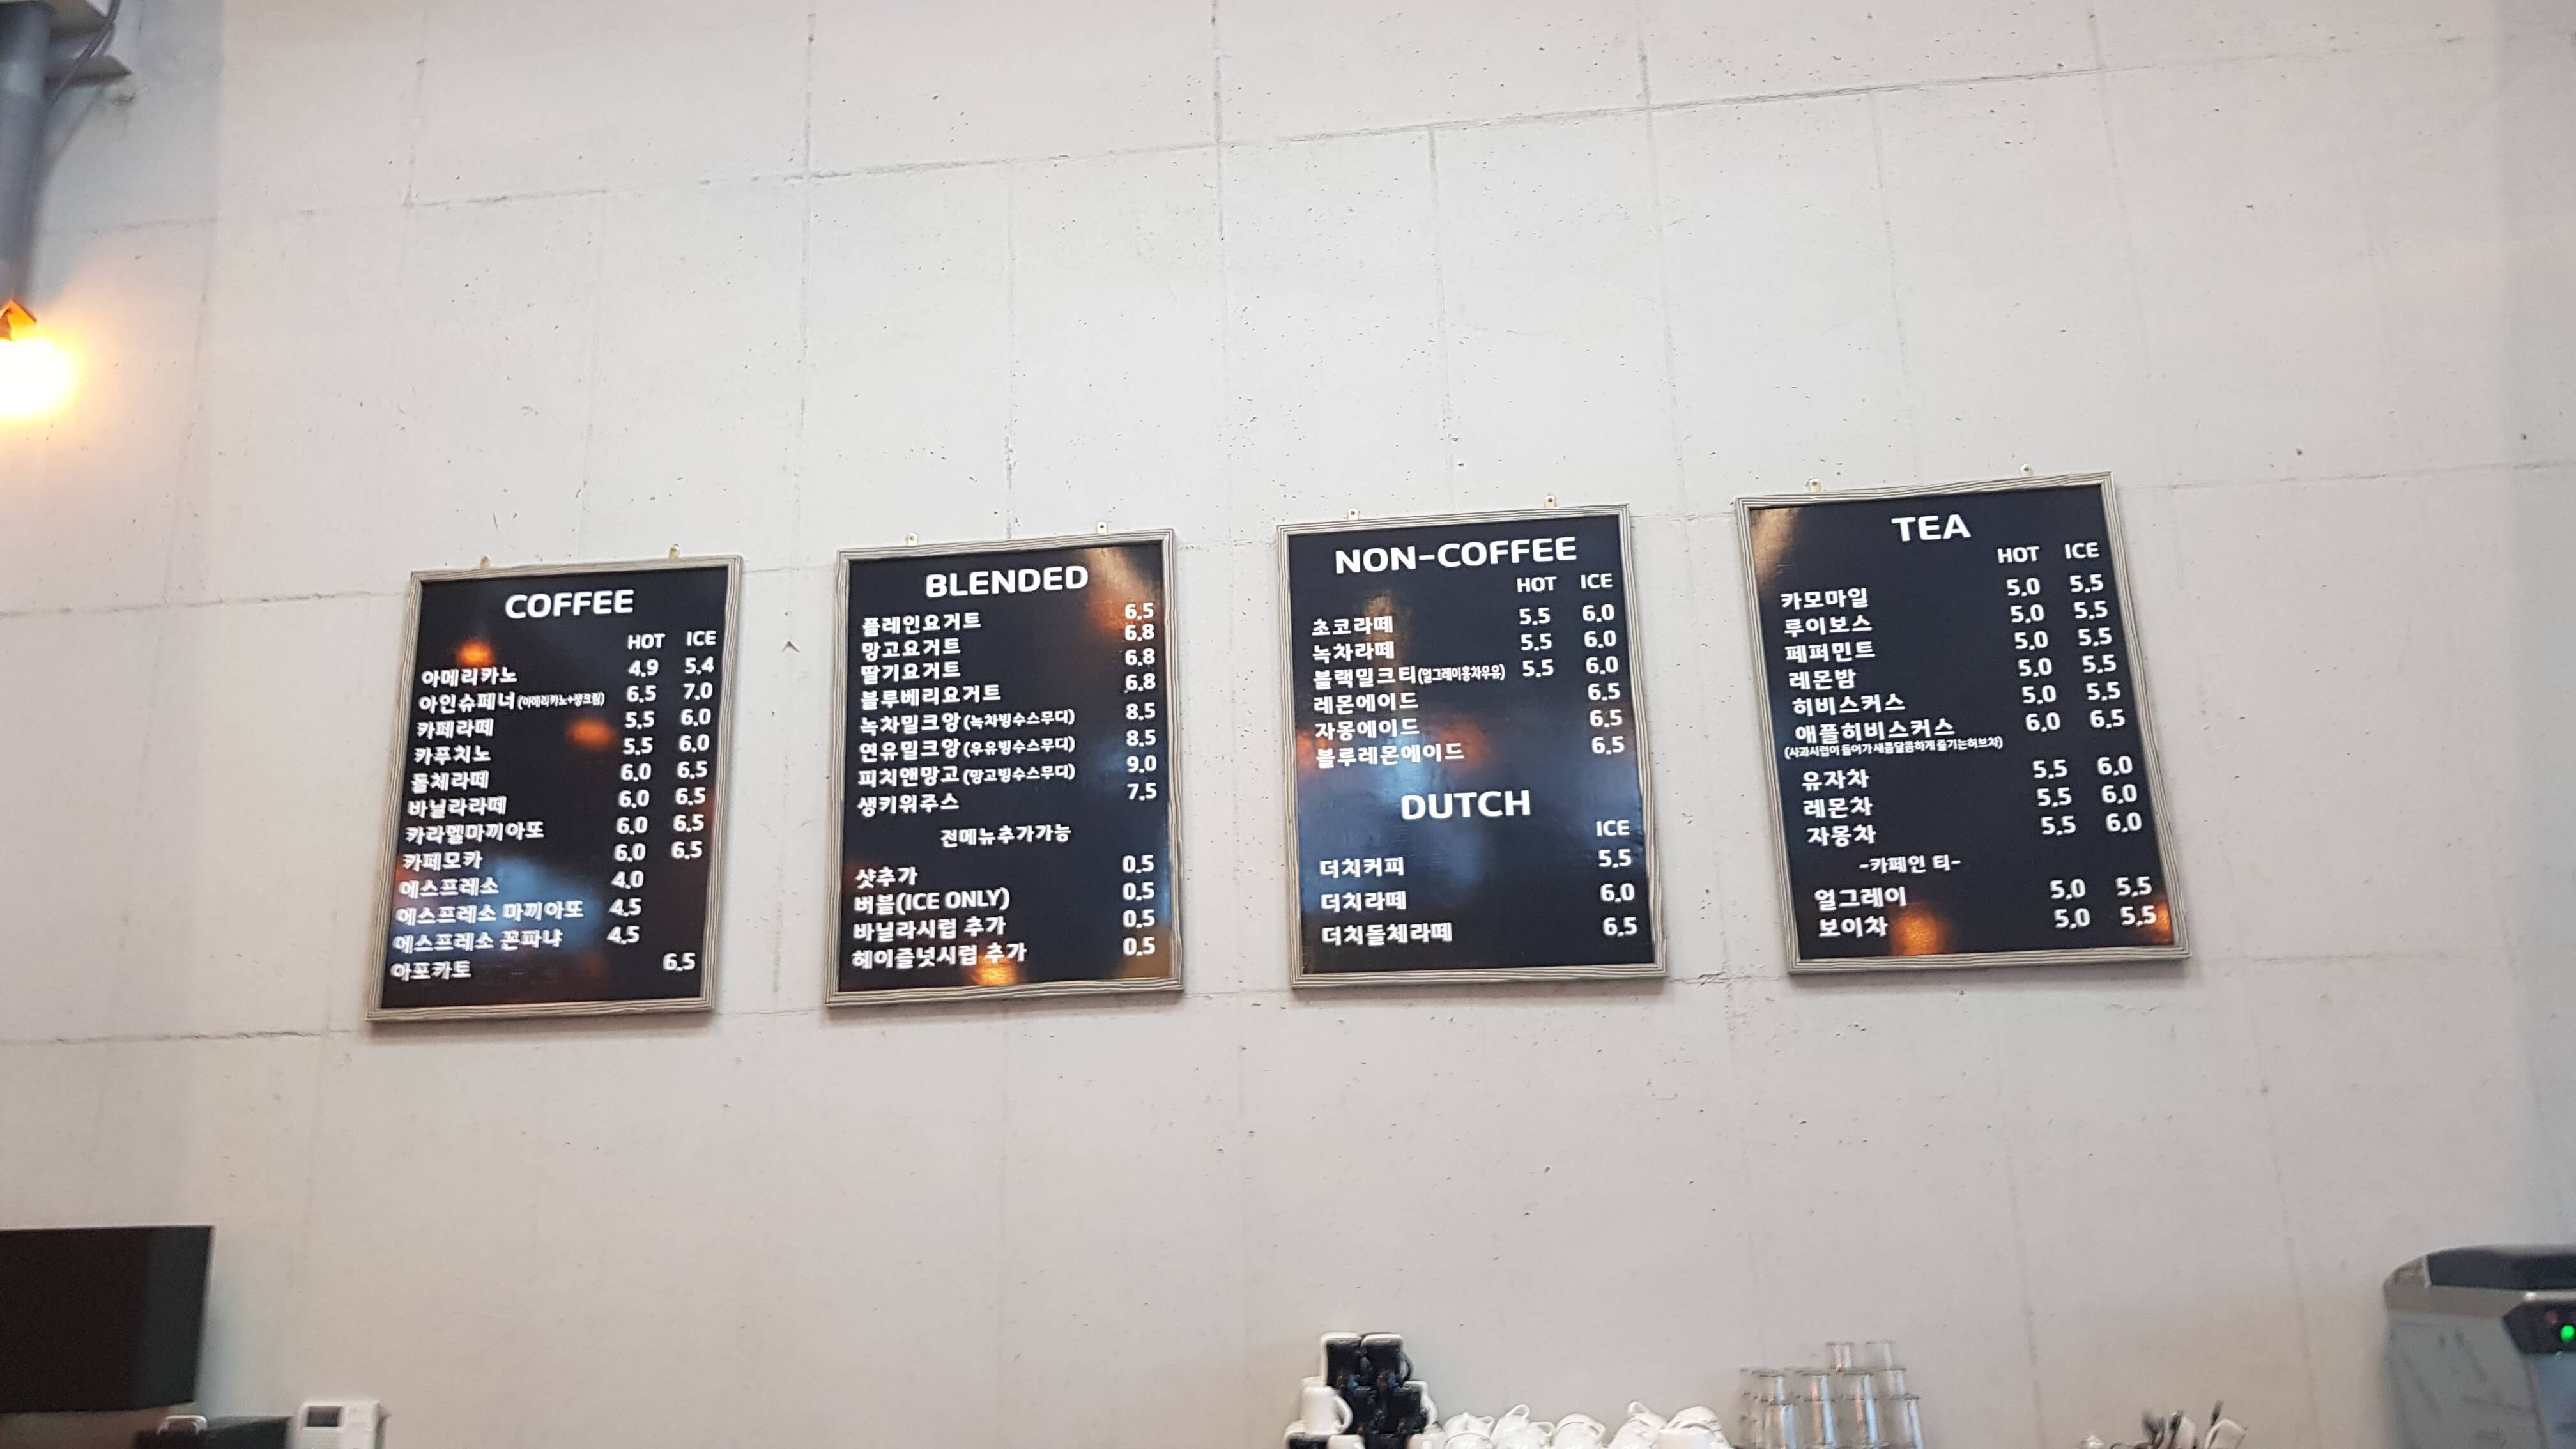 COFFEE
HOT ICE
아메리카노 4.9 5.4
아인슈페너 (아메리카노+생크림) 6.5 7.0
카페라떼 5.5 6.0
카푸치노 5.5 6.0
돌체라떼 6.0 6.5
바닐라라떼 6.0 6.5
카라멜마끼아또 6.0 6.5
카페모카 6.0 6.5
에스프레소 4.0
에스프레소 마끼아또 4.5
에스프레소 꼰파냐 4.5
아포카토 6.5
BLENDED
플레인요거트 6.5
망고요거트 6.8
딸기요거트 6.8
블루베리요거트 6.8
녹차밀크앙 (녹차빙수스무디) 8.5
연유밀크앙 (우유빙수스무디) 8.5
피치앤망고 (망고빙수스무디) 9.0
생키위주스 7.5
전메뉴추가가능
샷추가 0.5
버블(ICE ONLY) 0.5
바닐라시럽 추가 0.5
헤이즐넛시럽 추가 0.5
NON-COFFEE
HOT ICE
초코라떼 5.5 6.0
녹차라떼 5.5 6.0
블랙밀크티(얼그레이홍차우유) 5.5 6.0
레몬에이드 6.5
자몽에이드 6.5
블루레몬에이드 6.5
DUTCH
ICE
더치커피 5.5
더치라떼 6.0
더치돌체라떼 6.5
TEA
HOT ICE
카모마일 5.0 5.5
루이보스 5.0 5.5
페퍼민트 5.0 5.5
레몬밤 5.0 5.5
히비스커스 5.0 5.5
애플히비스커스 6.0 6.5
(사과시럽이 들어가 새콤달콤하게 즐기는허브차)
유자차 5.5 6.0
레몬차 5.5 6.0
자몽차 5.5 6.0
-카페인 티-
얼그레이 5.0 5.5
보이차 5.0 5.5